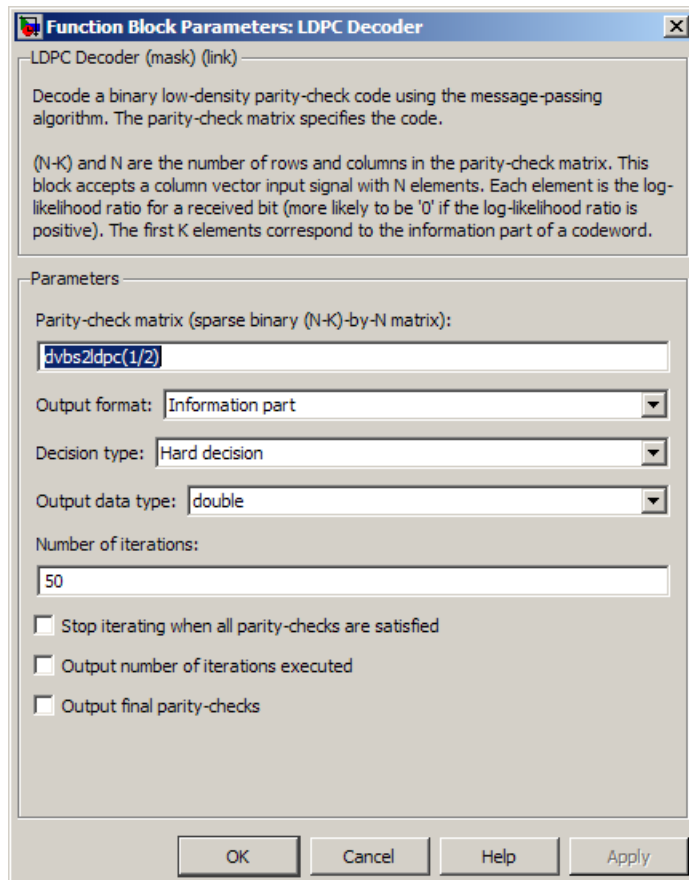 Function Block Parameters: LDPC Decoder
LDPC Decoder (mask) (link)
Decode a binary low-density parity-check code using the message-passing
algorithm. The parity-check matrix specifies the code.
(N-K) and N are the number of rows and columns in the parity-check matrix. This
block accepts a column vector input signal with N elements. Each element is the log-
likelihood ratio for a received bit (more likely to be '0' if the log-likelihood ratio is
positive). The first K elements correspond to the information part of a codeword.
Parameters
Parity-check matrix (sparse binary (N-K)-by-N matrix):
dvbs2ldpc(1/2)
Output format: Information part
Decision type: Hard decision
Output data type: double
Number of iterations:
50
Stop iterating when all parity-checks are satisfied
Output number of iterations executed
Output final parity-checks
OK Cancel Help Apply